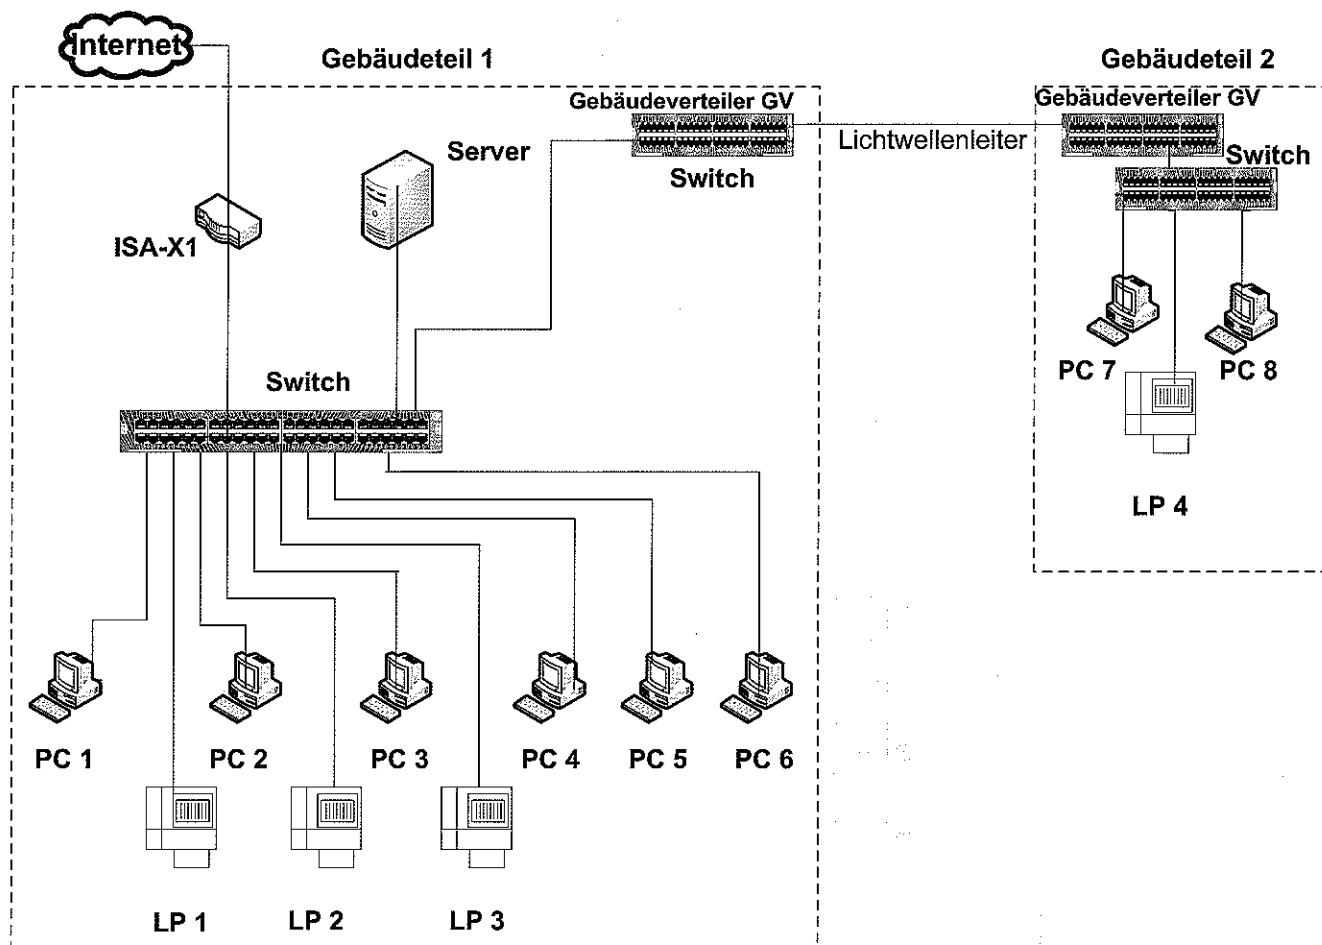 Internet
Gebäudeteil 1
Gebäudeteil 2
Gebäudeverteiler GV
Gebäudeverteiler GV
Lichtwellenleiter
Server
Switch
Switch
ISA-X1
Switch
PC 7
PC 8
LP 4
PC 1
PC 2
PC 3
PC 4
PC 5
PC 6
LP 1
LP 2
LP 3